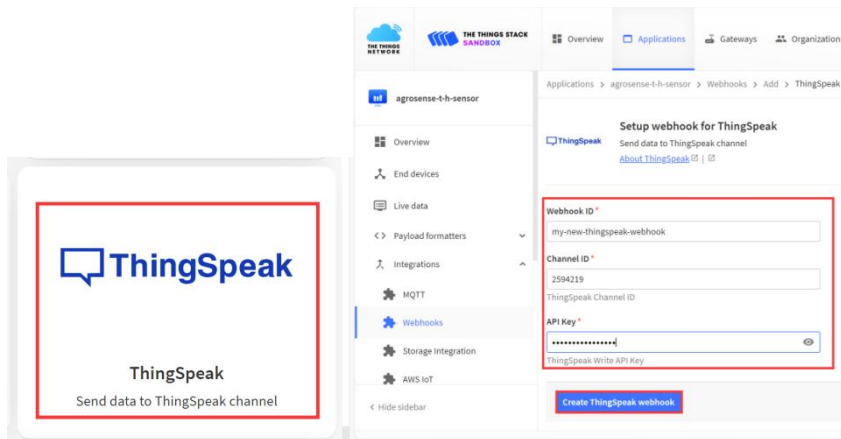 ThingSpeak
ThingSpeak
Send data to ThingSpeak channel
THE THINGS
NETWORK
THE THINGS STACK
SANDBOX
Overview
Applications
Gateways
Organization
agrosense-t-h-sensor
Overview
End devices
Live data
Payload formatters
Integrations
MQTT
Webhooks
Storage Integration
AWS IoT
< Hide sidebar
Applications > agrosense-t-h-sensor > Webhooks > Add > ThingSpeak
ThingSpeak
Setup webhook for ThingSpeak
Send data to ThingSpeak channel
About ThingSpeak |
Webhook ID *
my-new-thingspeak-webhook
Channel ID *
2594219
ThingSpeak Channel ID
API Key *
••••••••••••••••
ThingSpeak Write API Key
Create ThingSpeak webhook